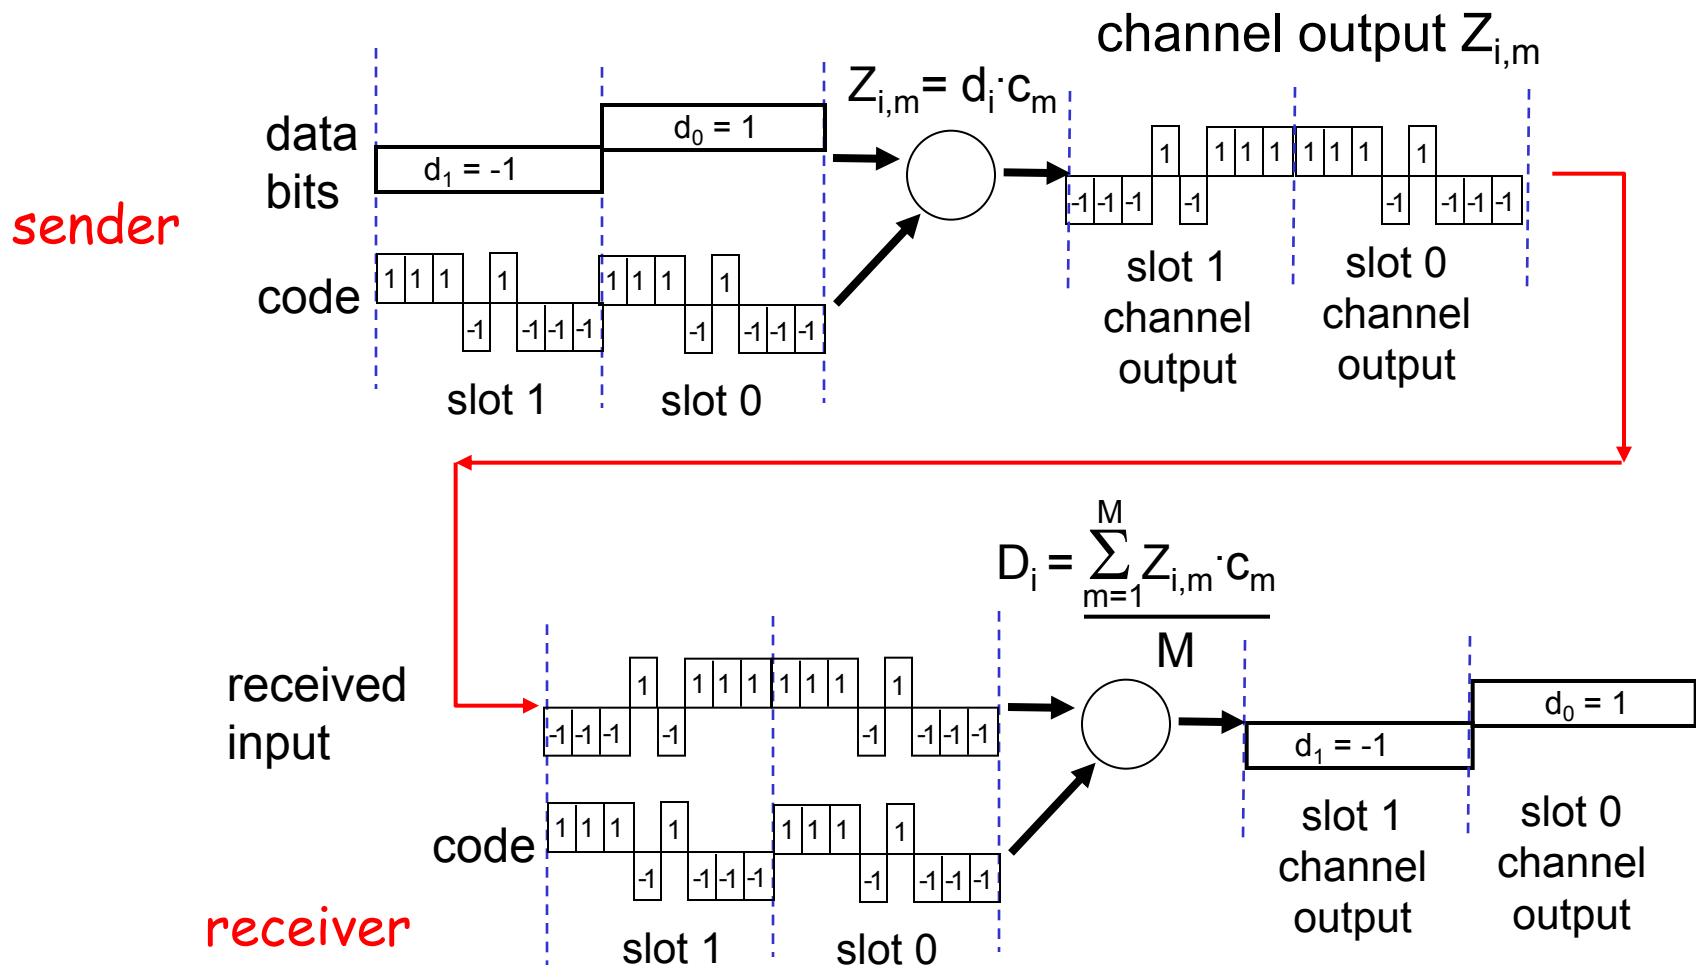 channel output Z_i,m
Z_i,m = d_i · c_m
data bits
d_0 = 1
d_1 = -1
sender
code
1 1 1 -1 1 -1 -1 -1
1 1 1 -1 1 -1 -1 -1
slot 1
slot 0
-1 -1 -1 1 -1 1 1 1
1 1 1 -1 1 -1 -1 -1
slot 1 channel output
slot 0 channel output
D_i = Σ_{m=1}^{M} Z_i,m · c_m
M
received input
-1 -1 -1 1 -1 1 1 1
1 1 1 -1 1 -1 -1 -1
code
1 1 1 -1 1 -1 -1 -1
1 1 1 -1 1 -1 -1 -1
receiver
slot 1
slot 0
d_0 = 1
d_1 = -1
slot 1 channel output
slot 0 channel output